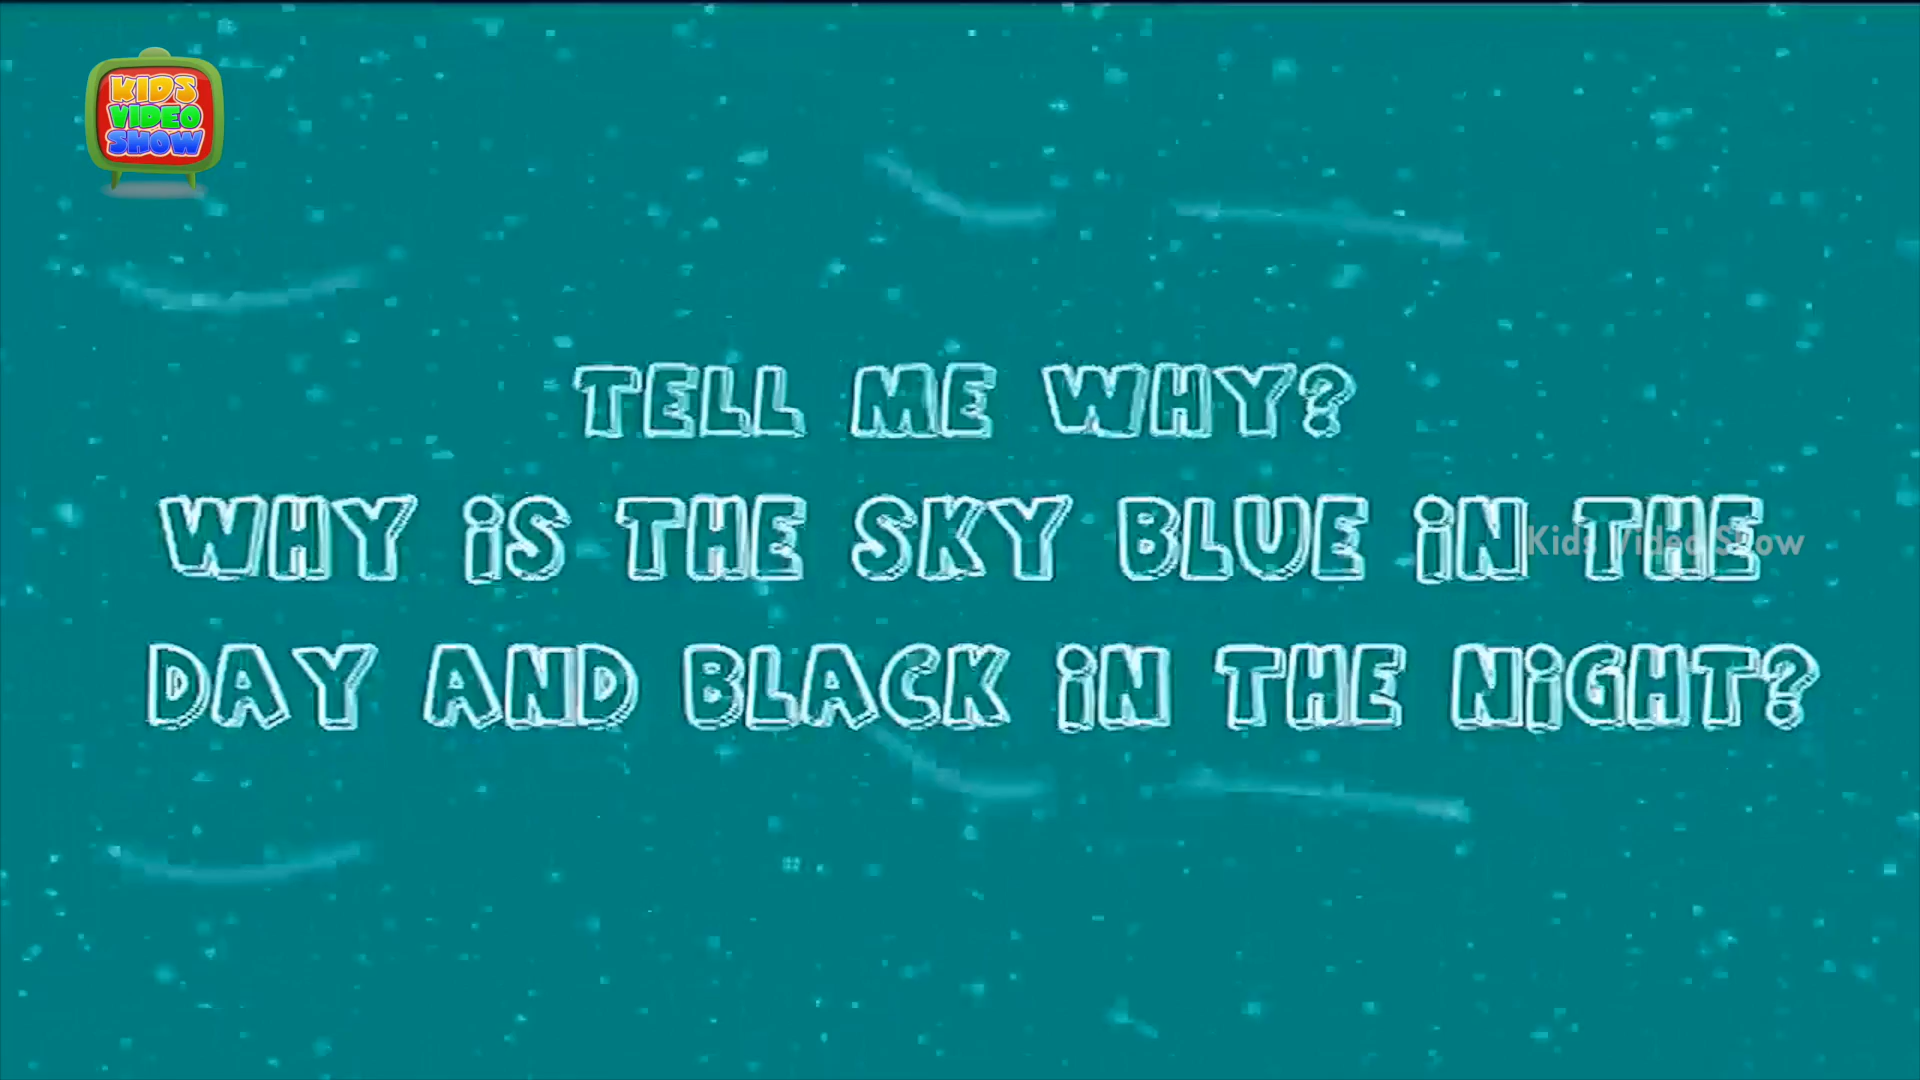 KIDS
VIDEO
SHOW
TELL ME WHY?
WHY iS THE SKY BLUE iN THE
Kids Video Show
DAY AND BLACK iN THE NiGHT?